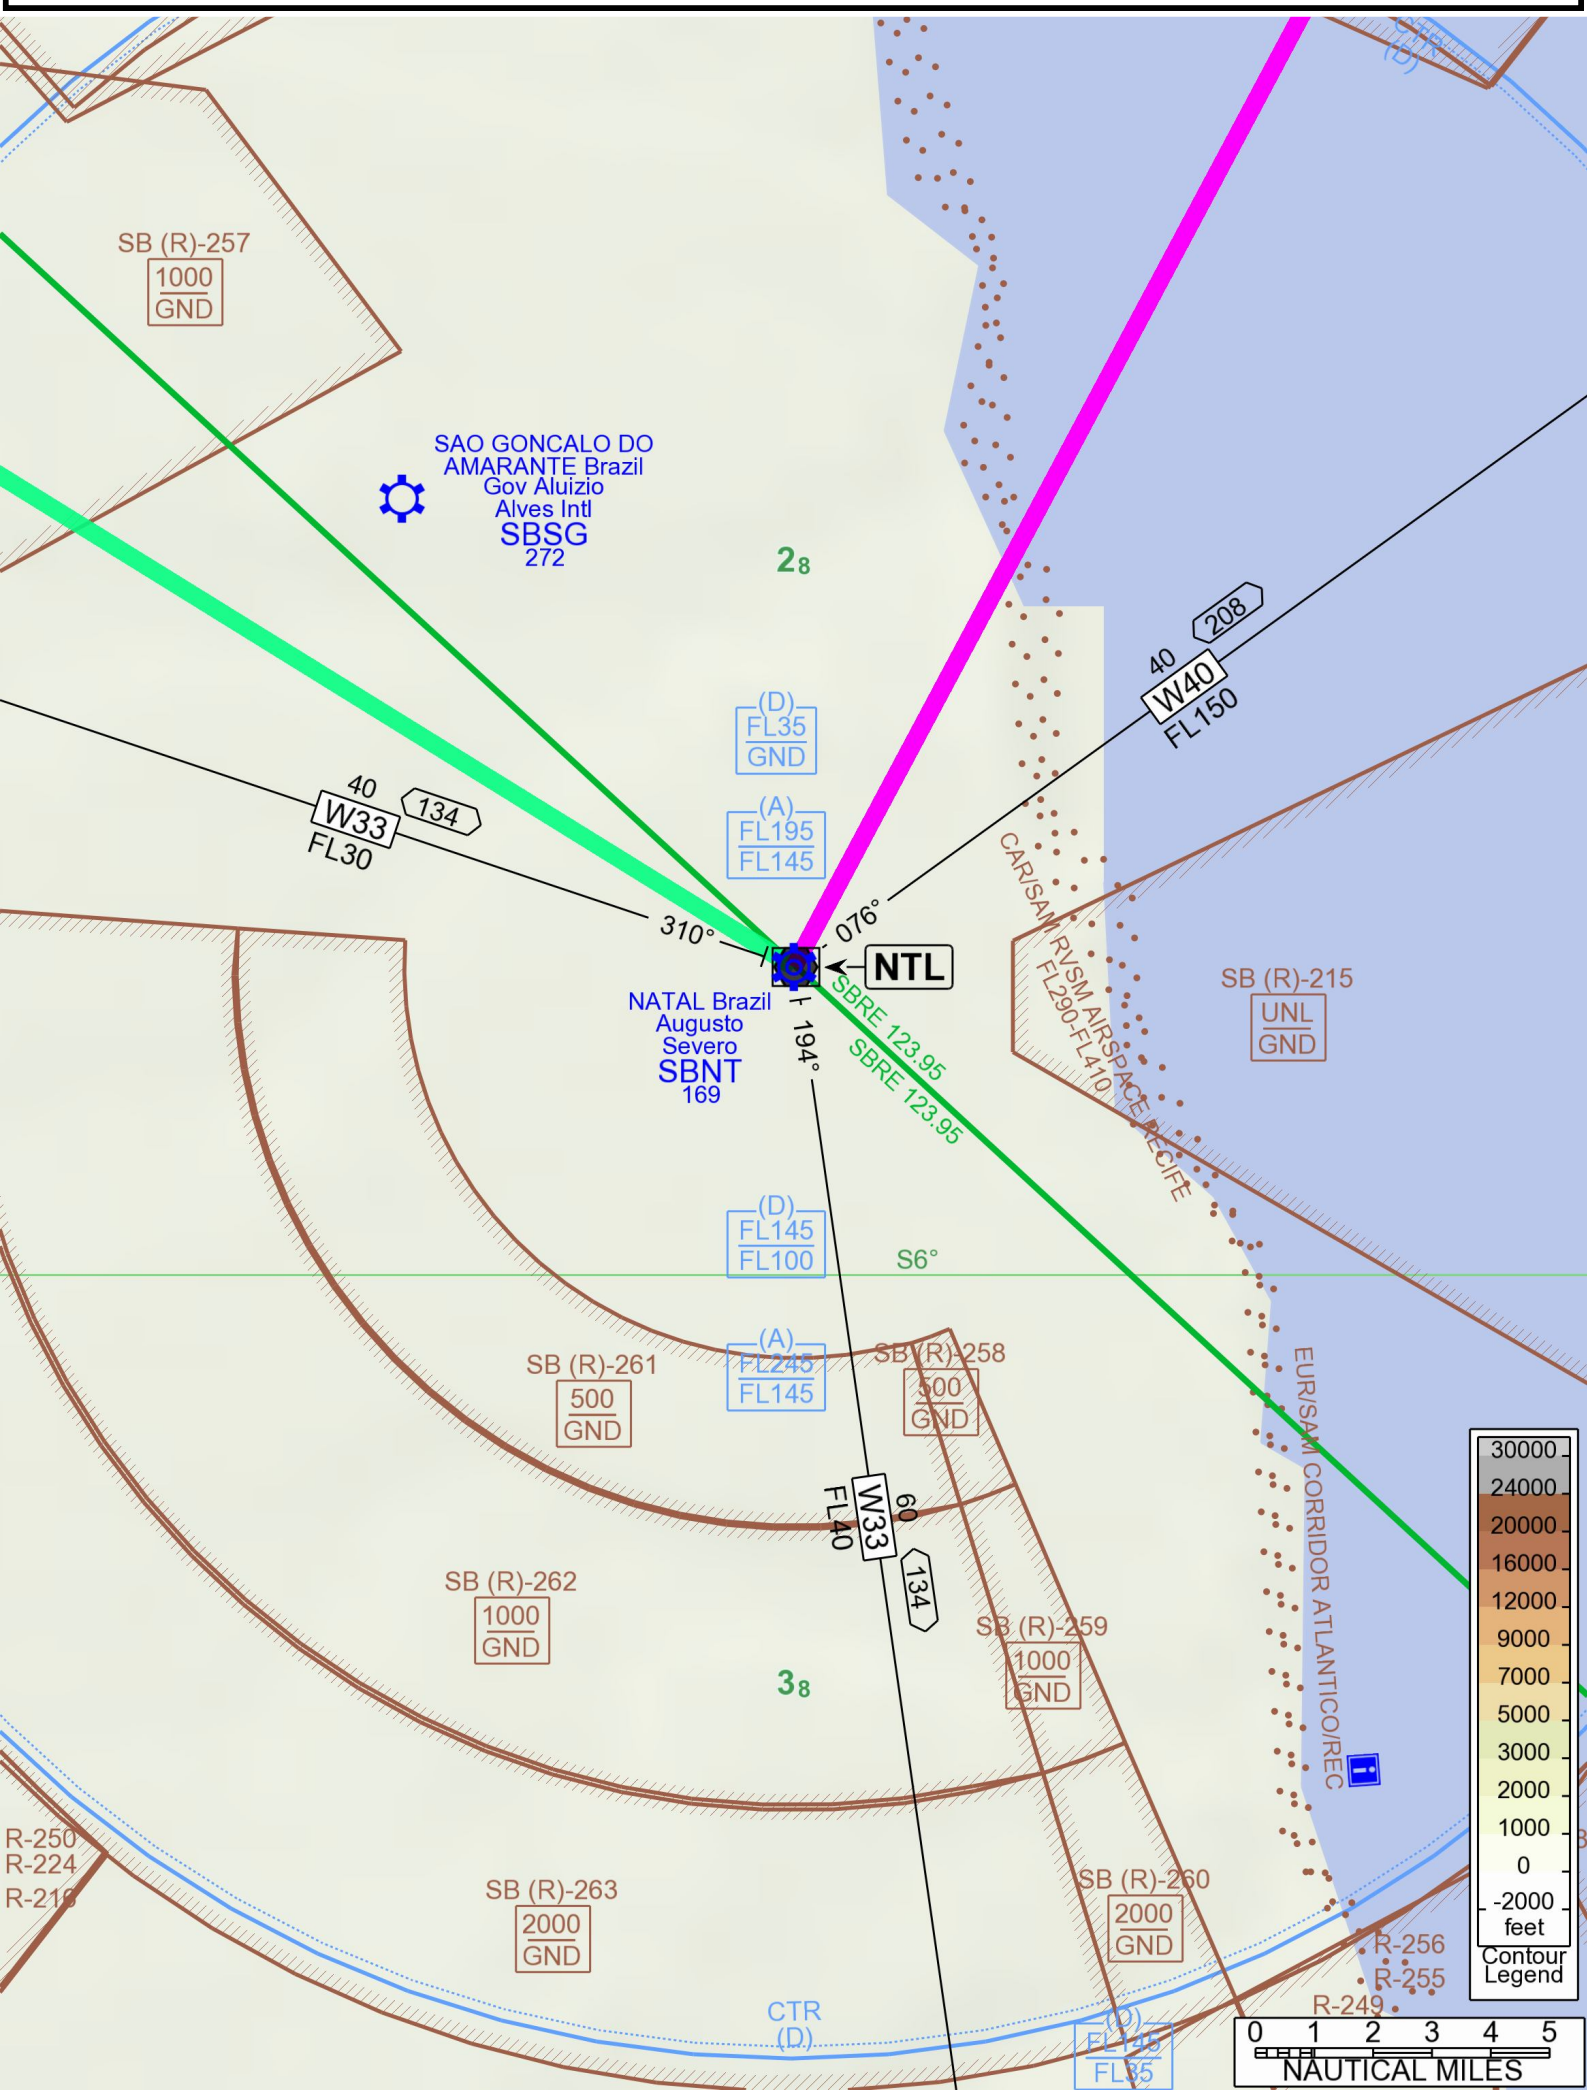 CTR
(D)
SB (R)-257
1000
GND
SAO GONCALO DO
AMARANTE Brazil
Gov Aluizio
Alves Intl
SBSG
272
28
208
40
W40
FL150
(D)
FL35
GND
(A)
FL195
FL145
40
134
W33
FL30
310°
076°
NTL
CAR/SAM RVSM AIRSPACE RECIFE
FL290-FL410
SB (R)-215
UNL
GND
NATAL Brazil
Augusto
Severo
SBNT
169
194°
SBRE 123.95
SBRE 123.95
(D)
FL145
FL100
S6°
(A)
FL245
FL145
SB (R)-261
500
GND
SB (R)-258
500
GND
EUR/SAM CORRIDOR ATLANTICO/REC
60
W33
FL40
134
SB (R)-262
1000
GND
SB (R)-259
1000
GND
38
30000
24000
20000
16000
12000
9000
7000
5000
3000
2000
1000
0
-2000
feet
Contour
Legend
R-250
R-224
R-216
SB (R)-263
2000
GND
SB (R)-260
2000
GND
R-256
R-255
R-249
CTR
(D)
(D)
FL145
FL35
0 1 2 3 4 5
NAUTICAL MILES